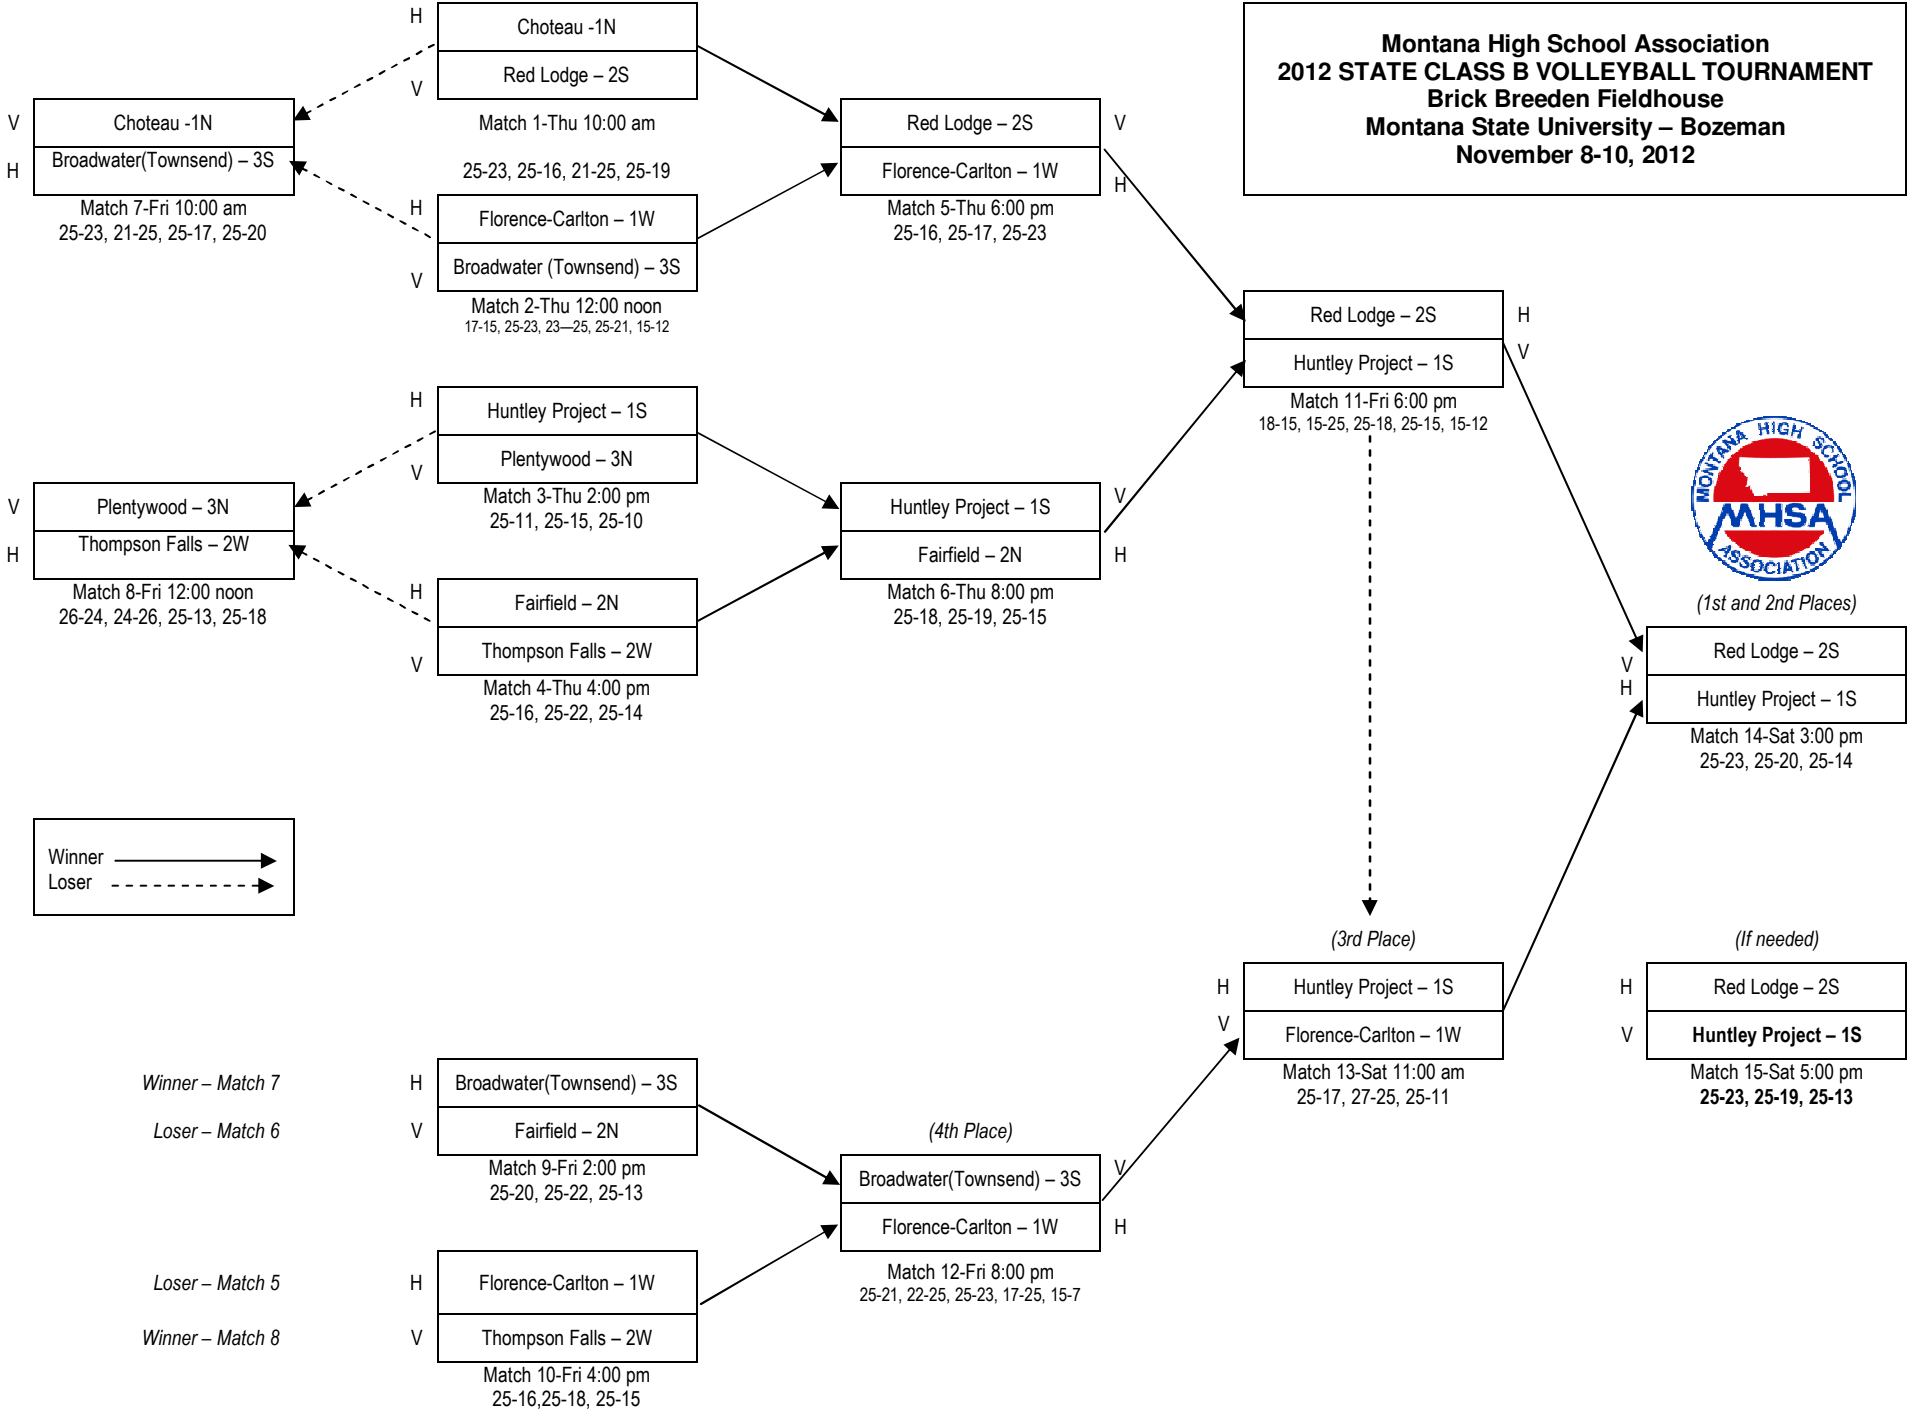 Montana High School Association
2012 STATE CLASS B VOLLEYBALL TOURNAMENT
Brick Breeden Fieldhouse
Montana State University – Bozeman
November 8-10, 2012
H
Choteau -1N
V
Red Lodge – 2S
Match 1-Thu 10:00 am
25-23, 25-16, 21-25, 25-19
H
Florence-Carlton – 1W
V
Broadwater (Townsend) – 3S
Match 2-Thu 12:00 noon
17-15, 25-23, 23—25, 25-21, 15-12
V
Choteau -1N
H
Broadwater(Townsend) – 3S
Match 7-Fri 10:00 am
25-23, 21-25, 25-17, 25-20
Red Lodge – 2S
V
Florence-Carlton – 1W
H
Match 5-Thu 6:00 pm
25-16, 25-17, 25-23
H
Huntley Project – 1S
V
Plentywood – 3N
Match 3-Thu 2:00 pm
25-11, 25-15, 25-10
H
Fairfield – 2N
V
Thompson Falls – 2W
Match 4-Thu 4:00 pm
25-16, 25-22, 25-14
V
Plentywood – 3N
H
Thompson Falls – 2W
Match 8-Fri 12:00 noon
26-24, 24-26, 25-13, 25-18
Huntley Project – 1S
V
Fairfield – 2N
H
Match 6-Thu 8:00 pm
25-18, 25-19, 25-15
Red Lodge – 2S
H
Huntley Project – 1S
V
Match 11-Fri 6:00 pm
18-15, 15-25, 25-18, 25-15, 15-12
MONTANA HIGH SCHOOL
MHSA
ASSOCIATION
(1st and 2nd Places)
V
Red Lodge – 2S
H
Huntley Project – 1S
Match 14-Sat 3:00 pm
25-23, 25-20, 25-14
Winner
Loser
(3rd Place)
H
Huntley Project – 1S
V
Florence-Carlton – 1W
Match 13-Sat 11:00 am
25-17, 27-25, 25-11
(If needed)
H
Red Lodge – 2S
V
Huntley Project – 1S
Match 15-Sat 5:00 pm
25-23, 25-19, 25-13
Winner – Match 7
H
Broadwater(Townsend) – 3S
Loser – Match 6
V
Fairfield – 2N
Match 9-Fri 2:00 pm
25-20, 25-22, 25-13
(4th Place)
Broadwater(Townsend) – 3S
V
Florence-Carlton – 1W
H
Match 12-Fri 8:00 pm
25-21, 22-25, 25-23, 17-25, 15-7
Loser – Match 5
H
Florence-Carlton – 1W
Winner – Match 8
V
Thompson Falls – 2W
Match 10-Fri 4:00 pm
25-16,25-18, 25-15